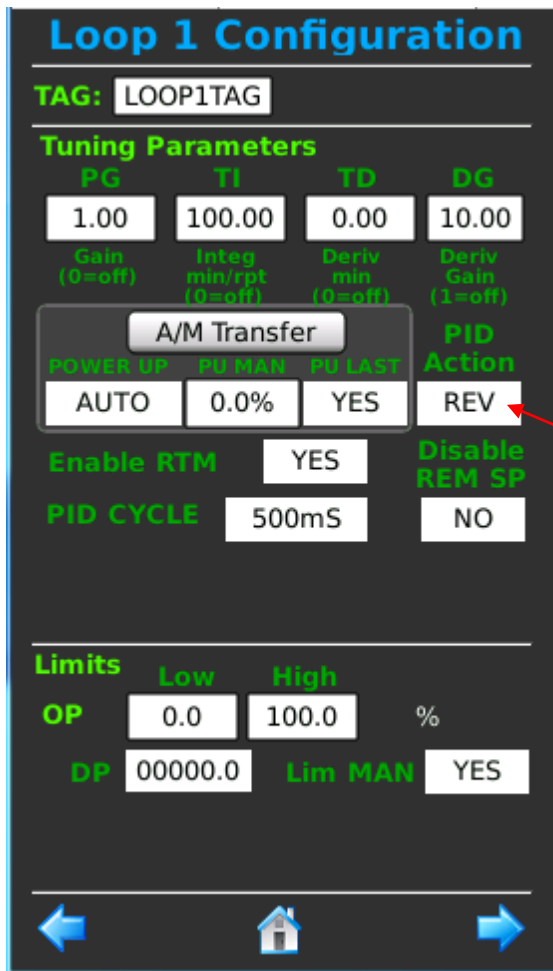 Loop 1 Configuration
TAG: LOOP1TAG
Tuning Parameters
PG TI TD DG
1.00 100.00 0.00 10.00
Gain Integ Deriv Deriv
(0=off) min/rpt min Gain
(0=off) (0=off) (1=off)
A/M Transfer PID
POWER UP PU MAN PU LAST Action
AUTO 0.0% YES REV
Enable RTM YES Disable
REM SP
PID CYCLE 500mS NO
Limits Low High
OP 0.0 100.0 %
DP 00000.0 Lim MAN YES